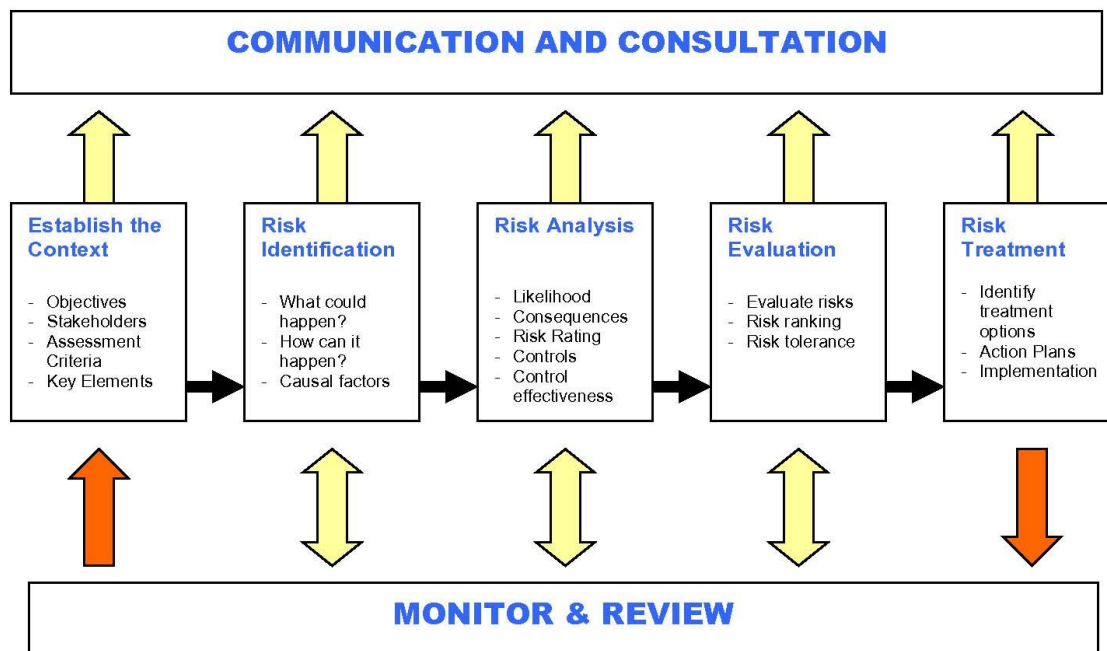 COMMUNICATION AND CONSULTATION
Establish the
Context
- Objectives
- Stakeholders
- Assessment
Criteria
- Key Elements
Risk
Identification
- What could
happen?
- How can it
happen?
- Causal factors
Risk Analysis
- Likelihood
- Consequences
- Risk Rating
- Controls
- Control
effectiveness
Risk
Evaluation
- Evaluate risks
- Risk ranking
- Risk tolerance
Risk
Treatment
- Identify
treatment
options
- Action Plans
- Implementation
MONITOR & REVIEW